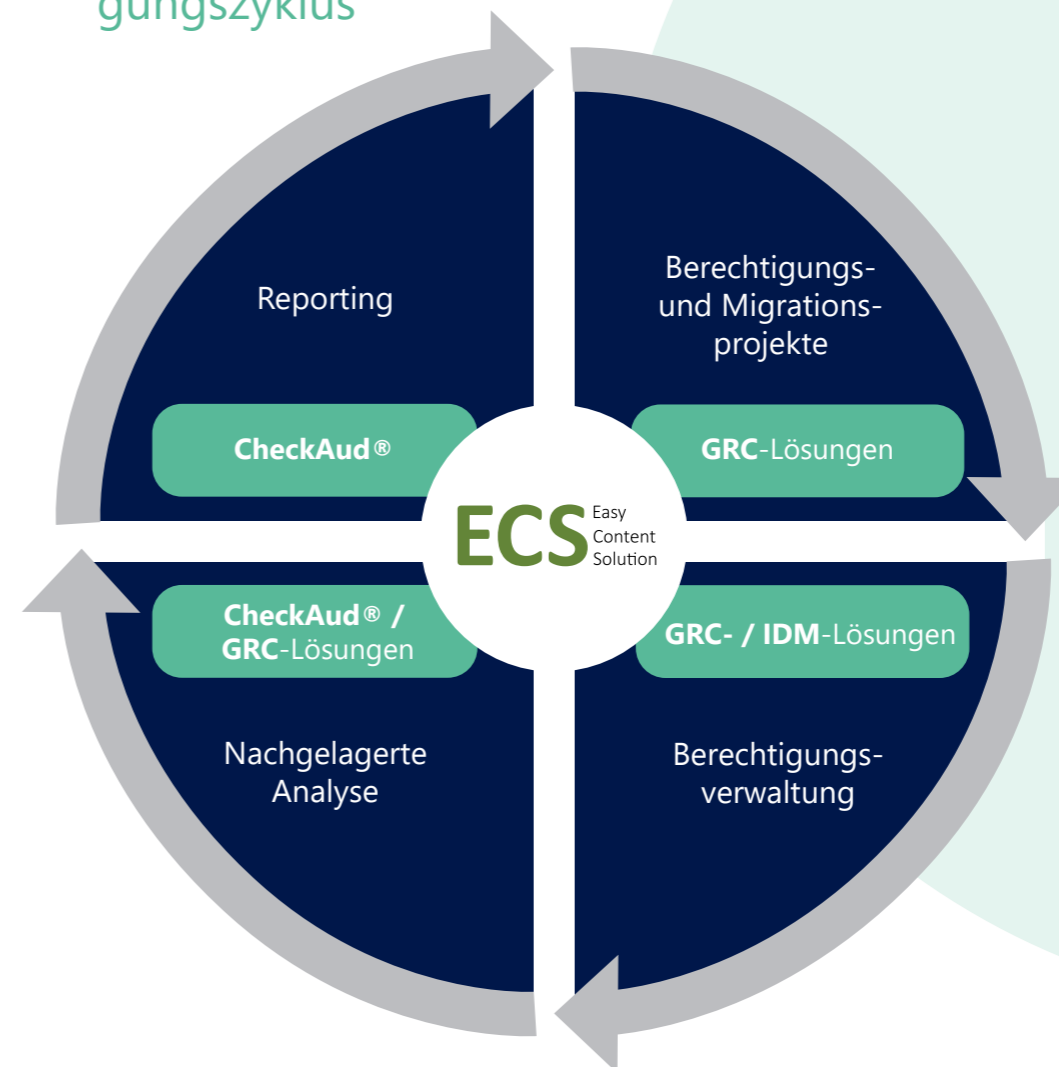 gungszyklus
Reporting
Berechtigungs-
und Migrations-
projekte
CheckAud®
GRC-Lösungen
ECS
Easy
Content
Solution
CheckAud® /
GRC-Lösungen
GRC- / IDM-Lösungen
Nachgelagerte
Analyse
Berechtigungs-
verwaltung